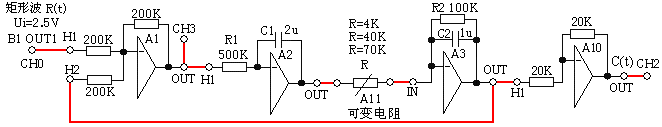 矩形波 R(t)
Ui=2.5V
B1 OUT1 H1
CH0
200K
200K
A1
H2
200K
CH3
OUT
H1
R1
500K
C1 2u
A2
OUT
R=4K
R=40K
R=70K
R
A11
可变电阻
IN
R2 100K
C2 1u
A3
OUT
H1
20K
20K
A10
C(t)
OUT
CH2